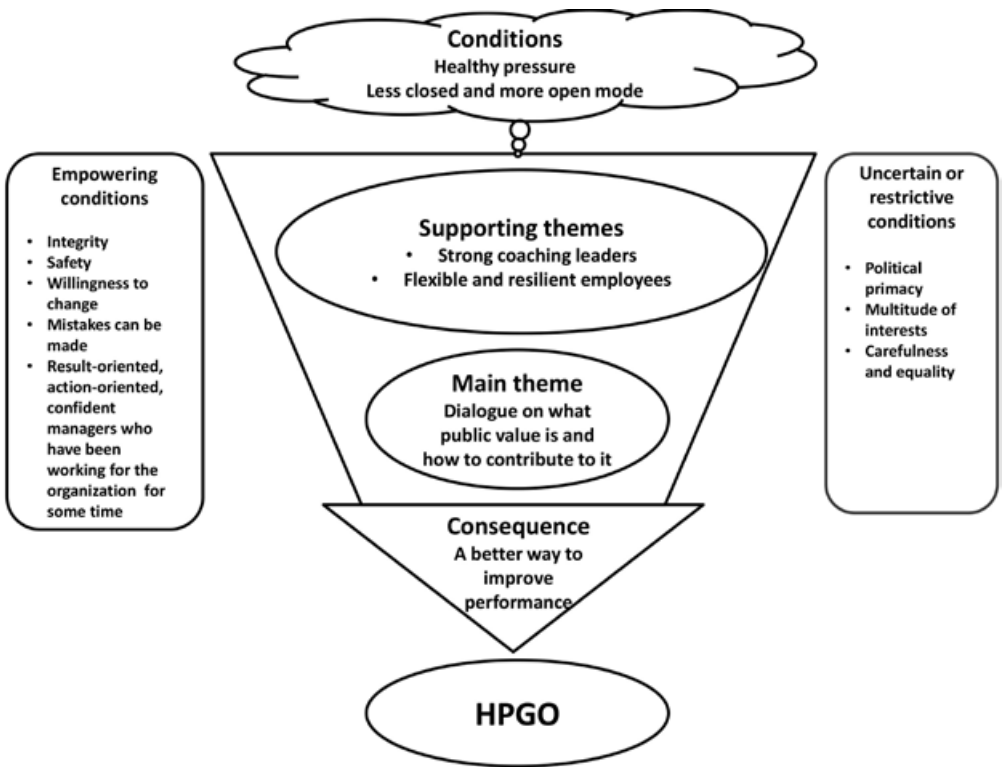 Conditions
Healthy pressure
Less closed and more open mode
Empowering
conditions
• Integrity
• Safety
• Willingness to
change
• Mistakes can be
made
• Result-oriented,
action-oriented,
confident
managers who
have been
working for the
organization for
some time
Supporting themes
• Strong coaching leaders
• Flexible and resilient employees
Main theme
Dialogue on what
public value is and
how to contribute to it
Consequence
A better way to
improve
performance
Uncertain or
restrictive
conditions
• Political
primacy
• Multitude of
interests
• Carefulness
and equality
HPGO